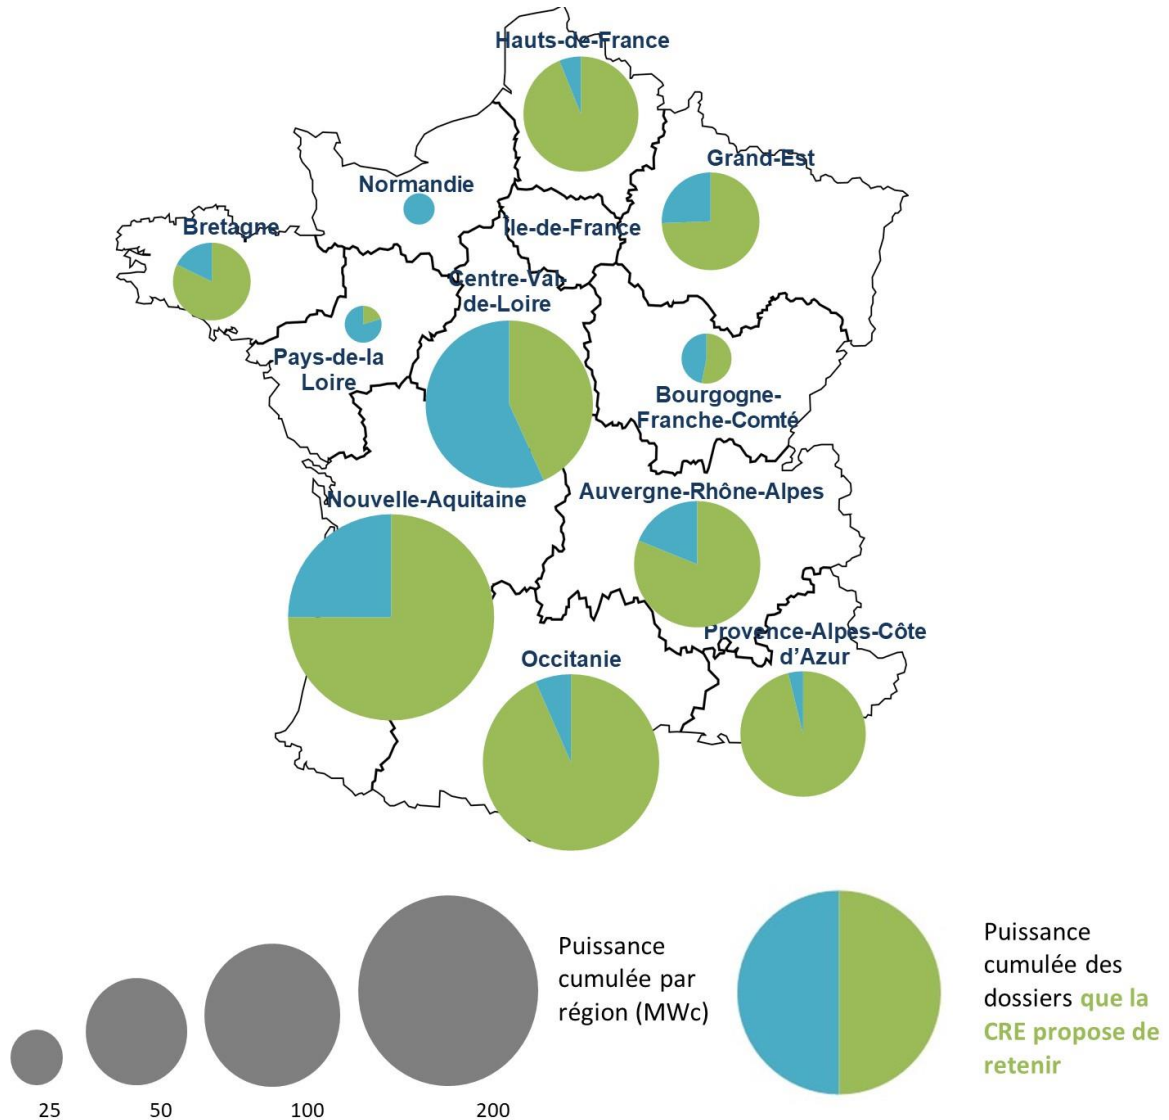 Hauts-de-France
Grand-Est
Normandie
Île-de-France
Bretagne
Centre-Val-
de-Loire
Pays-de-la
Loire
Bourgogne-
Franche-Comté
Nouvelle-Aquitaine
Auvergne-Rhône-Alpes
Provence-Alpes-Côte
d’Azur
Occitanie
Puissance
cumulée par
région (MWc)
25 50 100 200
Puissance
cumulée des
dossiers que la
CRE propose de
retenir